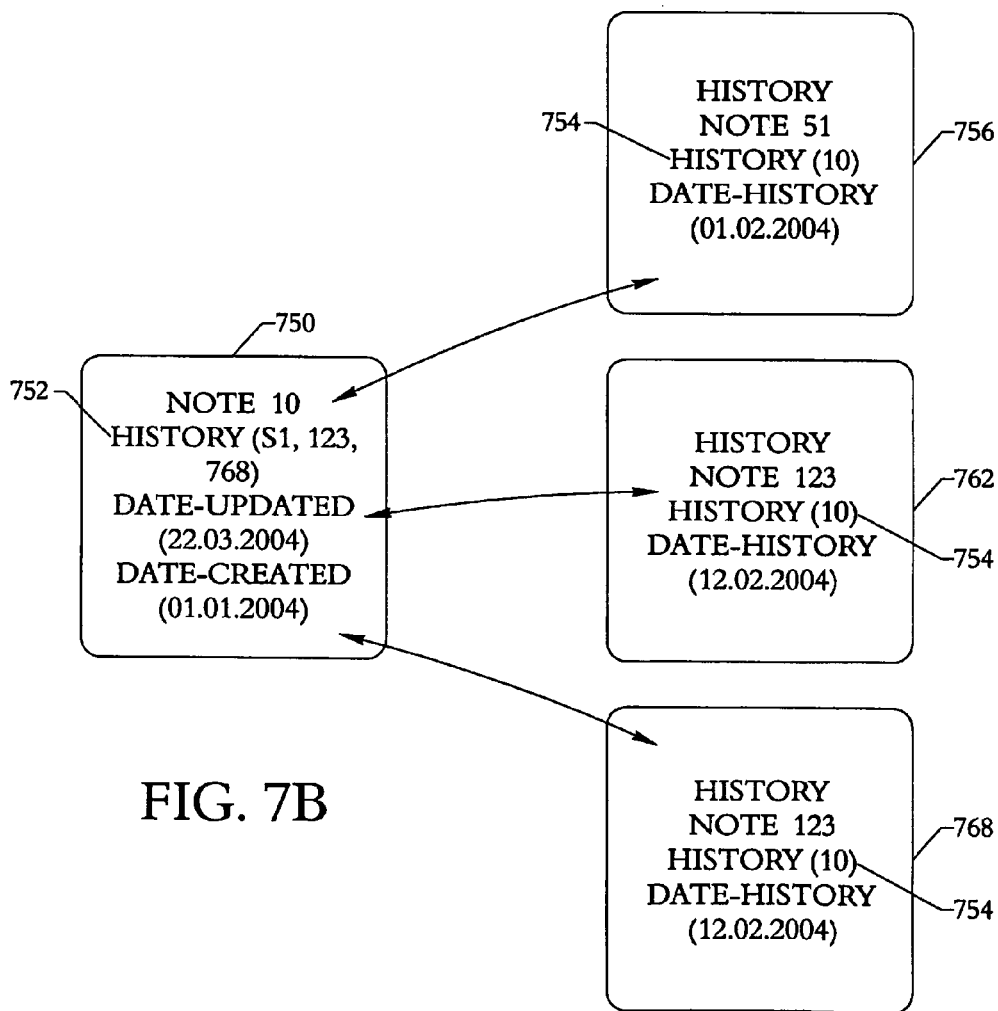 HISTORY
NOTE 51
754
HISTORY (10)
756
DATE-HISTORY
(01.02.2004)
750
752
NOTE 10
HISTORY (S1, 123,
768)
DATE-UPDATED
(22.03.2004)
DATE-CREATED
(01.01.2004)
HISTORY
NOTE 123
762
HISTORY (10)
DATE-HISTORY
754
(12.02.2004)
HISTORY
NOTE 123
768
HISTORY (10)
DATE-HISTORY
754
(12.02.2004)
FIG. 7B